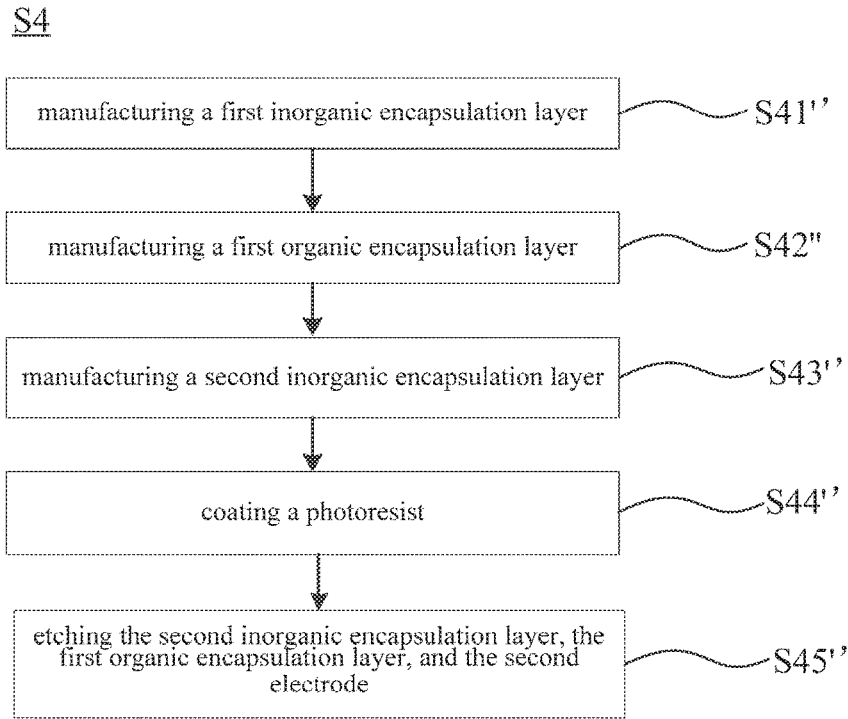 S4
manufacturing a first inorganic encapsulation layer
S41'’
manufacturing a first organic encapsulation layer
S42"
manufacturing a second inorganic encapsulation layer
S43'’
coating a photoresist
S44'’
etching the second inorganic encapsulation layer, the
first organic encapsulation layer, and the second
electrode
S45'’